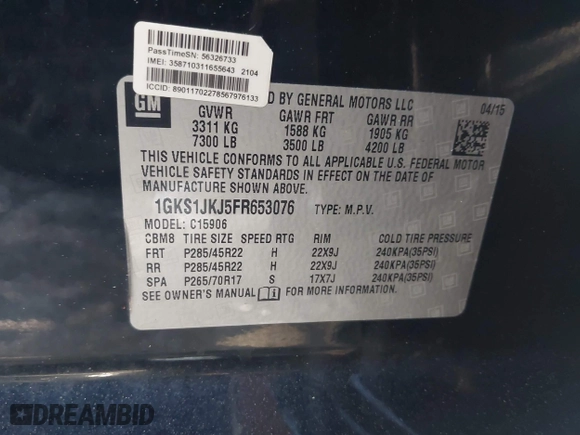 PassTimeSN: 56326733
IMEI: 358710311655643 2104
ICCID: 89011702278567976133
GM
D BY GENERAL MOTORS LLC
04/15
GVWR GAWR FRT GAWR RR
3311 KG 1588 KG 1905 KG
7300 LB 3500 LB 4200 LB
THIS VEHICLE CONFORMS TO ALL APPLICABLE U.S. FEDERAL MOTOR
VEHICLE SAFETY STANDARDS IN EFFECT ON THE DATE OF
MANUFACTURE SHOWN ABOVE.
1GKS1JKJ5FR653076 TYPE: M.P.V.
MODEL: C15906
CBM8 TIRE SIZE SPEED RTG RIM COLD TIRE PRESSURE
FRT P285/45R22 H 22X9J 240KPA(35PSI)
RR P285/45R22 H 22X9J 240KPA(35PSI)
SPA P265/70R17 S 17X7J 240KPA(35PSI)
SEE OWNER'S MANUAL FOR MORE INFORMATION
DREAMBID